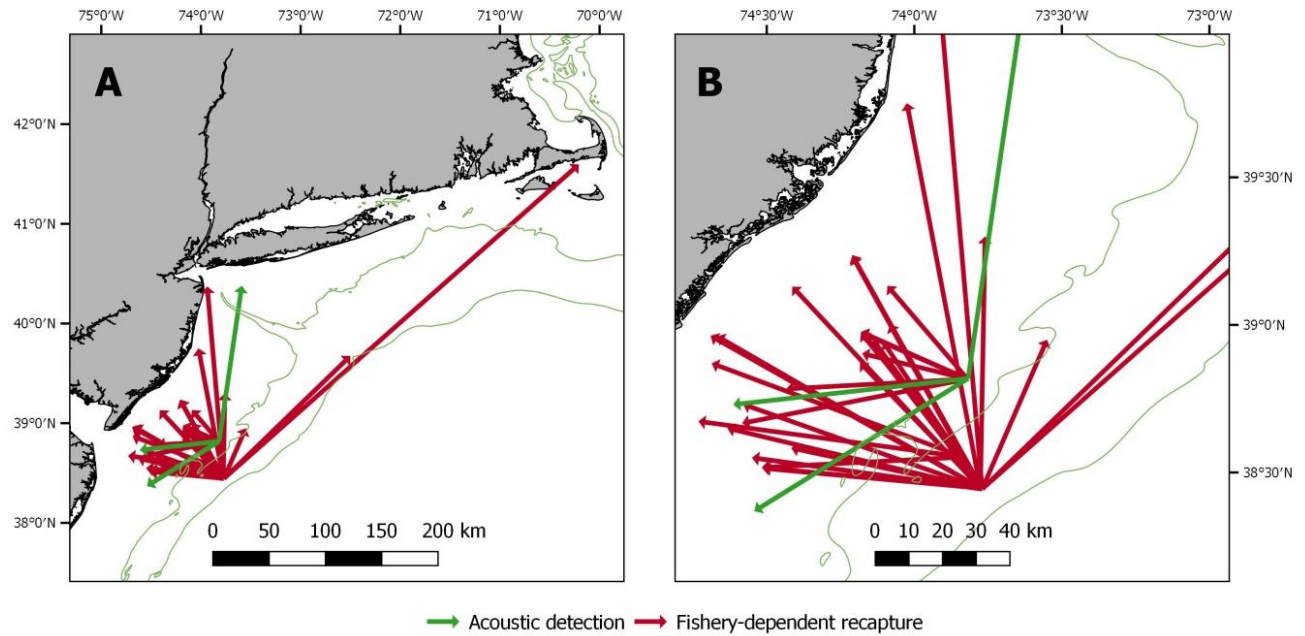 75°0'W 74°0'W 73°0'W 72°0'W 71°0'W 70°0'W
74°30'W 74°0'W 73°30'W 73°0'W
A
B
42°0'N
41°0'N
40°0'N
39°0'N
38°0'N
39°30'N
39°0'N
38°30'N
0 50 100 150 200 km
0 10 20 30 40 km
Acoustic detection Fishery-dependent recapture